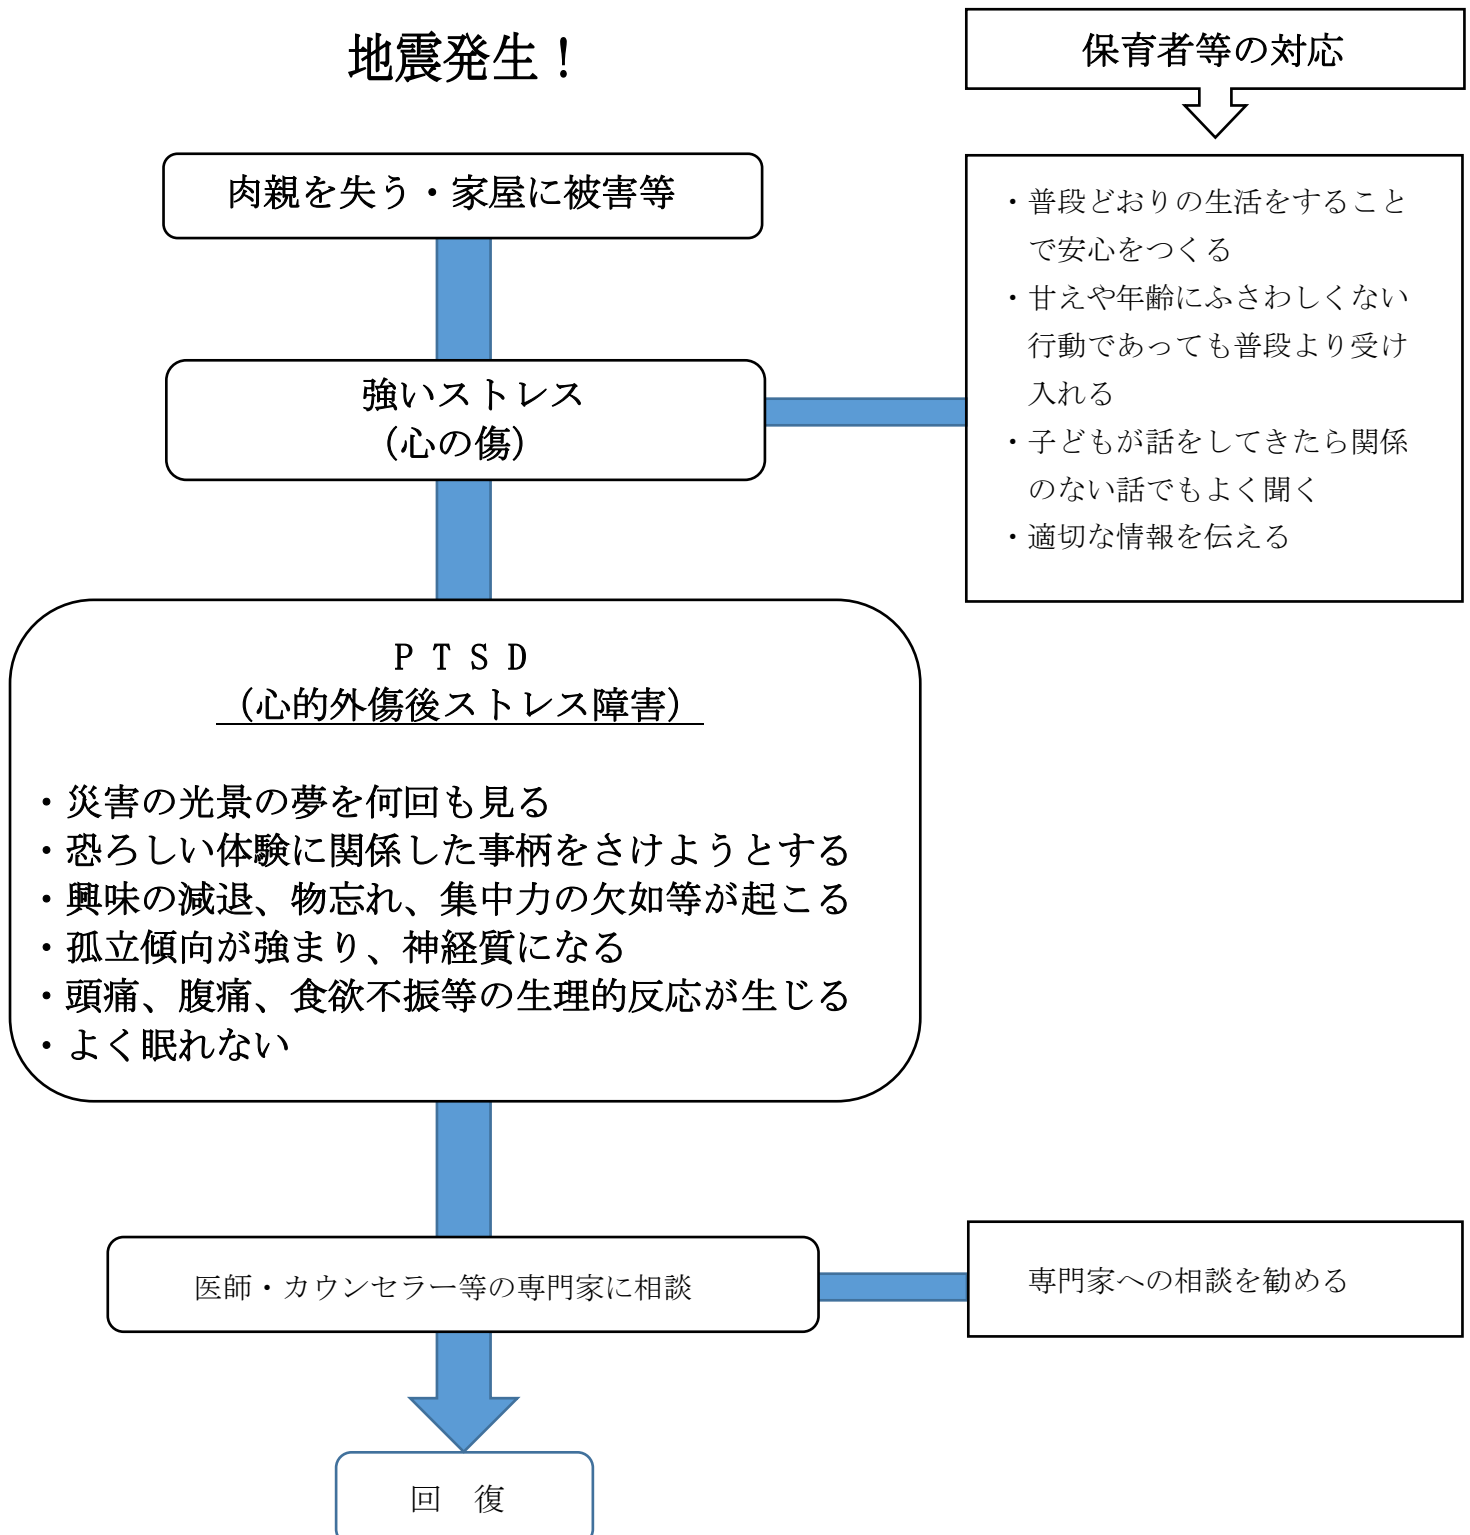 地震発生！
保育者等の対応
肉親を失う・家屋に被害等
・普段どおりの生活をすること
で安心をつくる
・甘えや年齢にふさわしくない
行動であっても普段より受け
入れる
・子どもが話をしてきたら関係
のない話でもよく聞く
・適切な情報を伝える
強いストレス
（心の傷）
ＰＴＳＤ
（心的外傷後ストレス障害）
・災害の光景の夢を何回も見る
・恐ろしい体験に関係した事柄をさけようとする
・興味の減退、物忘れ、集中力の欠如等が起こる
・孤立傾向が強まり、神経質になる
・頭痛、腹痛、食欲不振等の生理的反応が生じる
・よく眠れない
医師・カウンセラー等の専門家に相談
専門家への相談を勧める
回　復